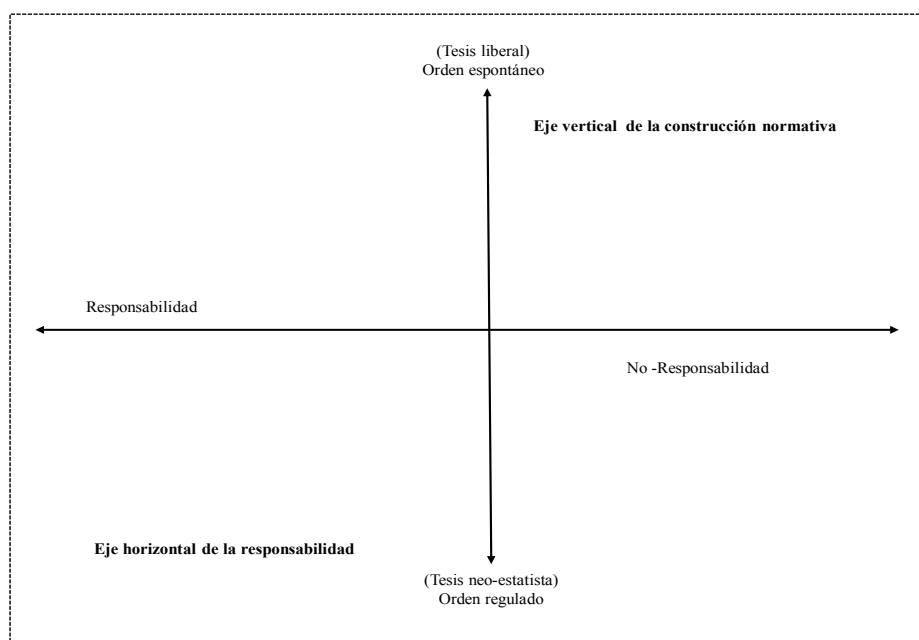 (Tesis liberal)
Orden espontáneo
Eje vertical de la construcción normativa
Responsabilidad
No -Responsabilidad
Eje horizontal de la responsabilidad
(Tesis neo-estatista)
Orden regulado